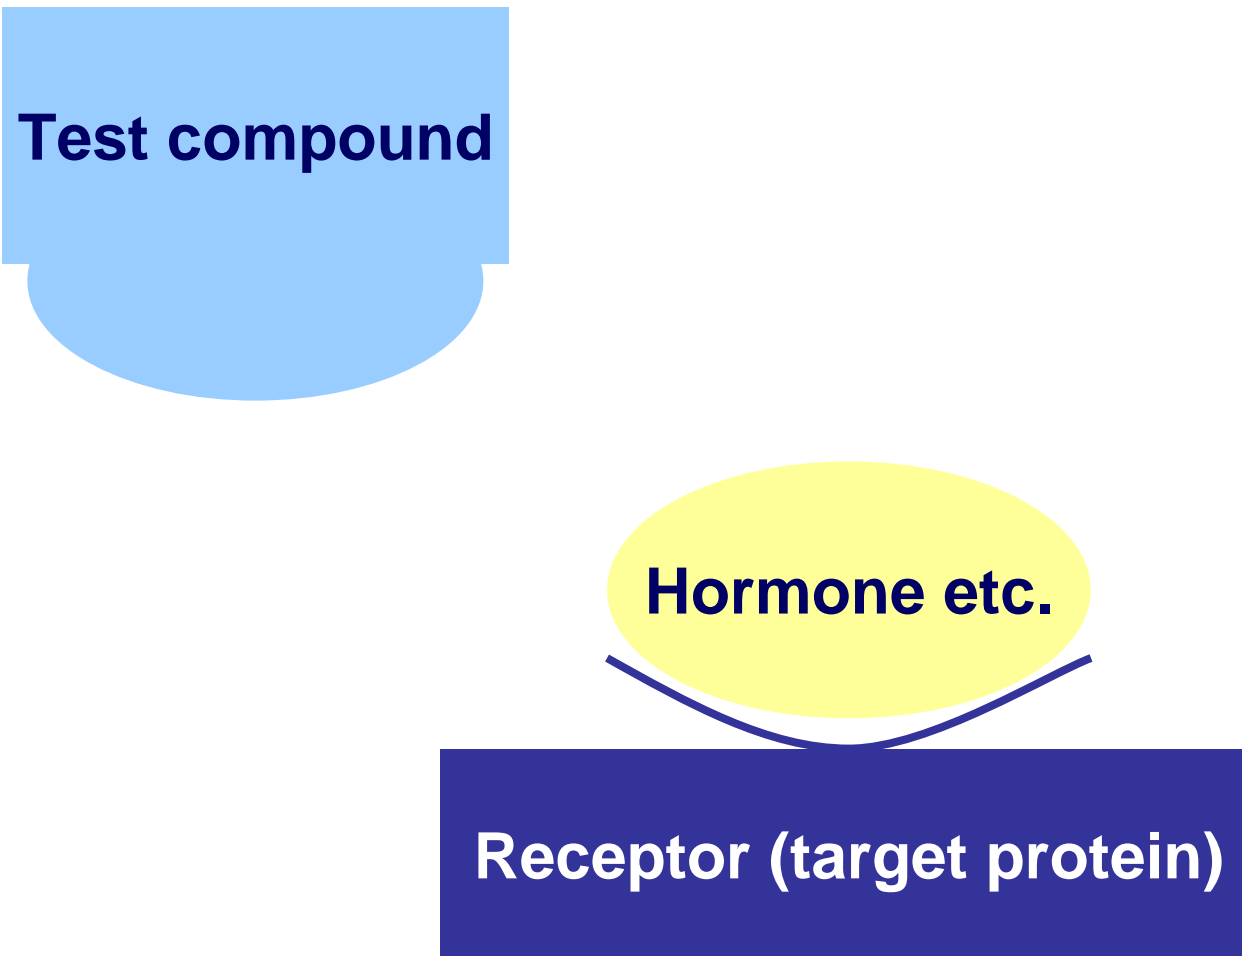 Test compound
Hormone etc.
Receptor (target protein)